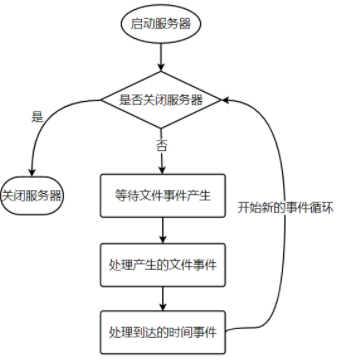 启动服务器
是否关闭服务器
是
否
关闭服务器
等待文件事件产生
开始新的事件循环
处理产生的文件事件
处理到达的时间事件